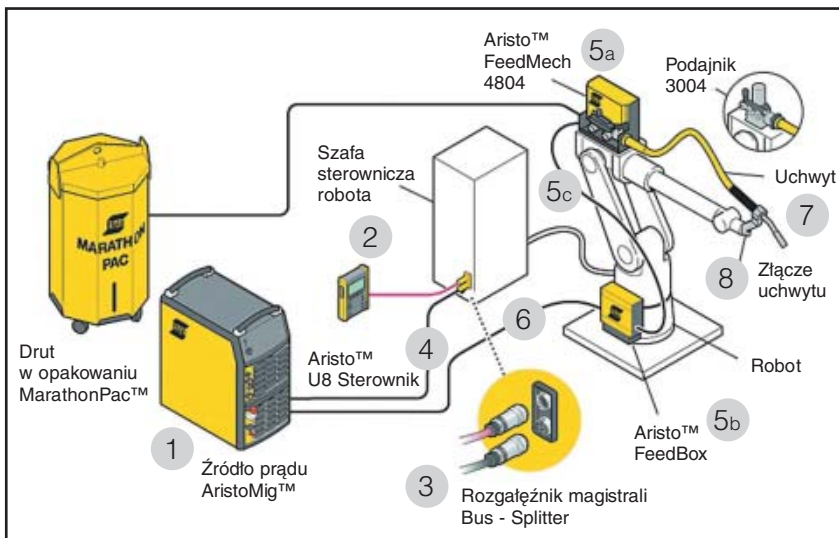 Aristo™
FeedMech
4804
5a
Podajnik
3004
Szafa
sterownicza
robota
5c
Uchwyt
7
2
8
Złącze
uchwytu
MARATHON
PAC
6
4
Drut
w opakowaniu
MarathonPac™
Aristo™
U8 Sterownik
Robot
1
Źródło prądu
AristoMig™
3
Rozgałęźnik magistrali
Bus - Splitter
Aristo™
FeedBox
5b